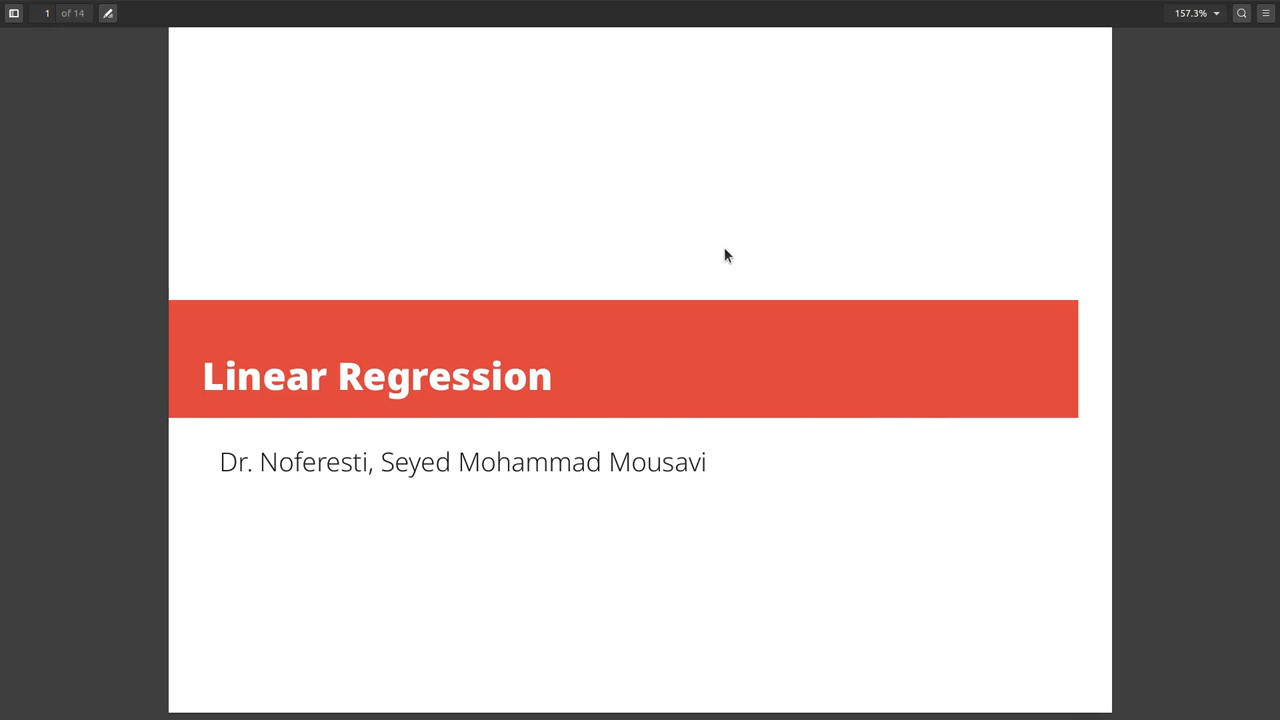 1 of 14
157.3%
Linear Regression
Dr. Noferesti, Seyed Mohammad Mousavi